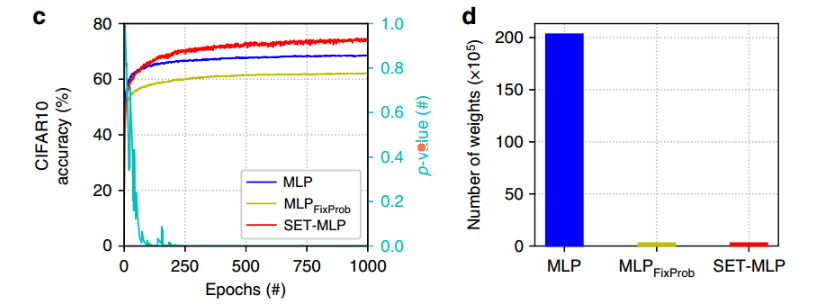 c
80
60
40
20
0
CIFAR10
accuracy (%)
1.0
0.8
0.6
0.4
0.2
0.0
p-value (#)
MLP
MLP_FixProb
SET-MLP
0 250 500 750 1000
Epochs (#)
d
200
150
100
50
0
Number of weights (×10⁵)
MLP MLP_FixProb SET-MLP